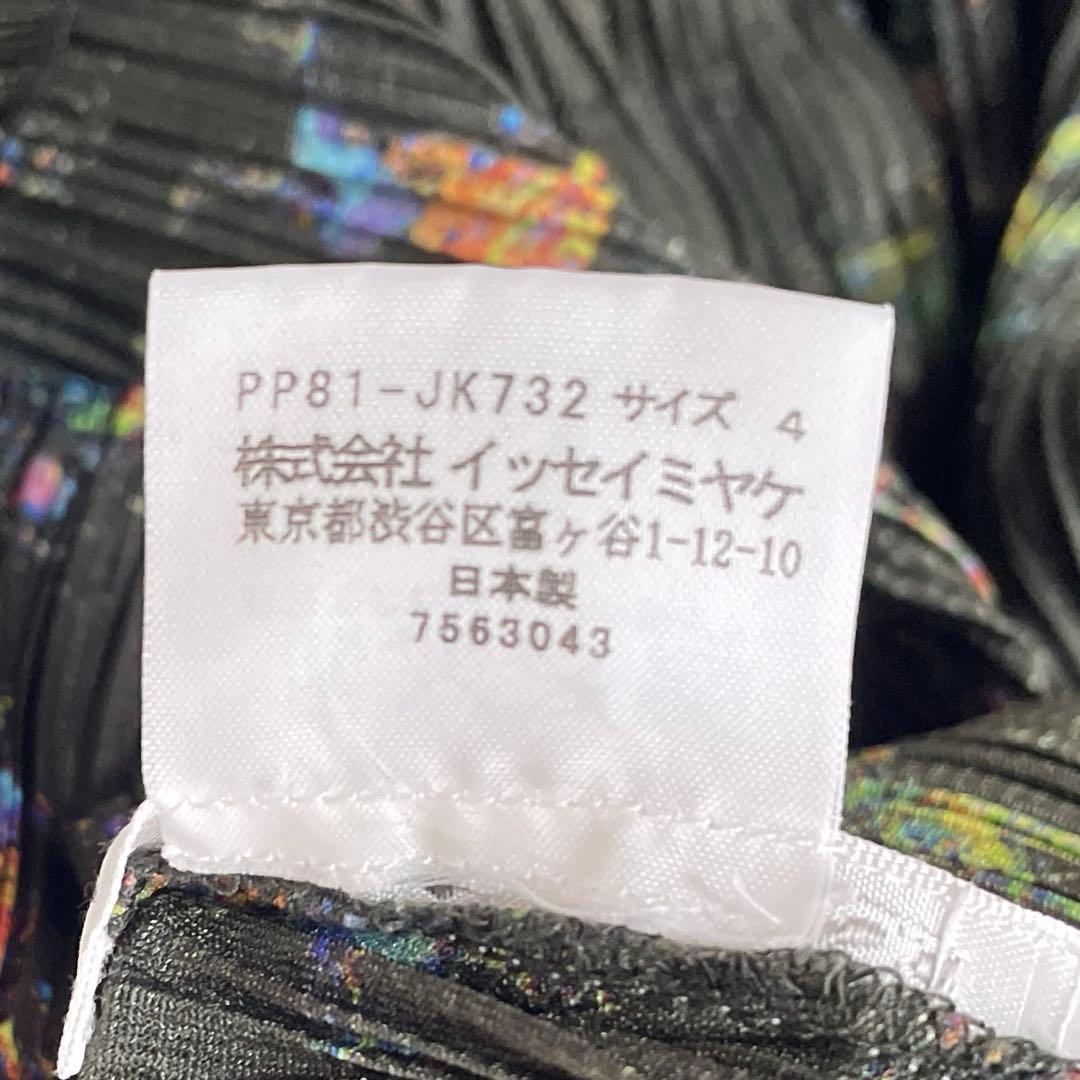 PP81-JK732 サイズ 4
株式会社 イッセイミヤケ
東京都渋谷区富ヶ谷1-12-10
日本製
7563043